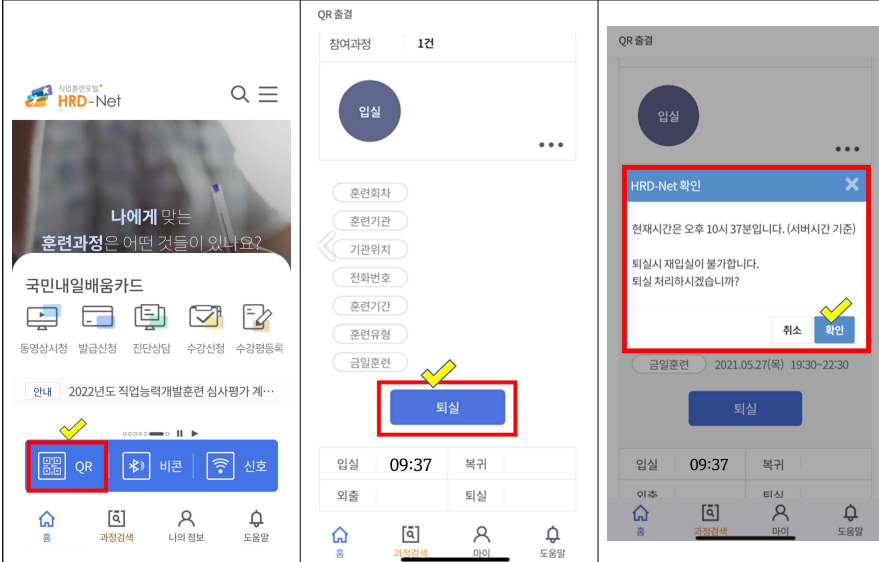 직업훈련포털
HRD-Net
나에게 맞는
훈련과정은 어떤 것들이 있나요?
국민내일배움카드
동영상시청 발급신청 진단상담 수강신청 수강평등록
안내 2022년도 직업능력개발훈련 심사평가 계…
QR 비콘 신호
홈 과정검색 나의 정보 도움말
QR 출결
참여과정 1건
입실
훈련회차
훈련기관
기관위치
전화번호
훈련기간
훈련유형
금일훈련
퇴실
입실 09:37 복귀
외출 퇴실
홈 과정검색 마이 도움말
QR 출결
입실
HRD-Net 확인
현재시간은 오후 10시 37분입니다. (서버시간 기준)
퇴실시 재입실이 불가합니다.
퇴실 처리하시겠습니까?
취소 확인
금일훈련 2021.05.27(목) 19:30~22:30
퇴실
입실 09:37 복귀
외출 퇴실
홈 과정검색 마이 도움말